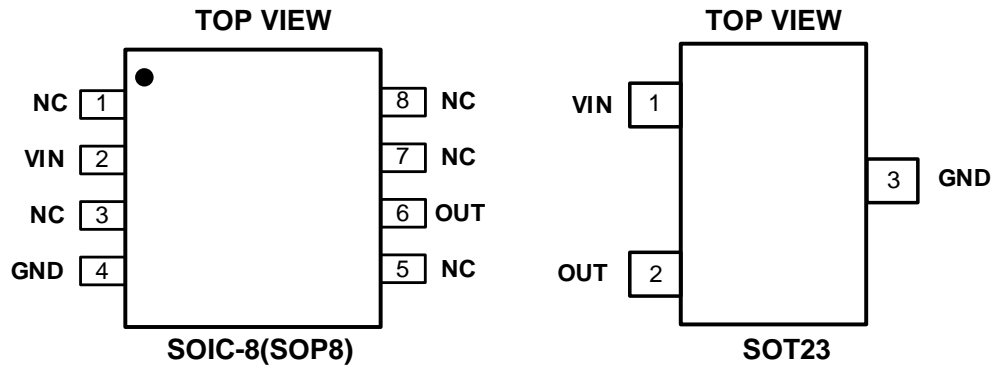 TOP VIEW
NC 1
VIN 2
NC 3
GND 4
8 NC
7 NC
6 OUT
5 NC
SOIC-8(SOP8)
TOP VIEW
VIN 1
OUT 2
3 GND
SOT23